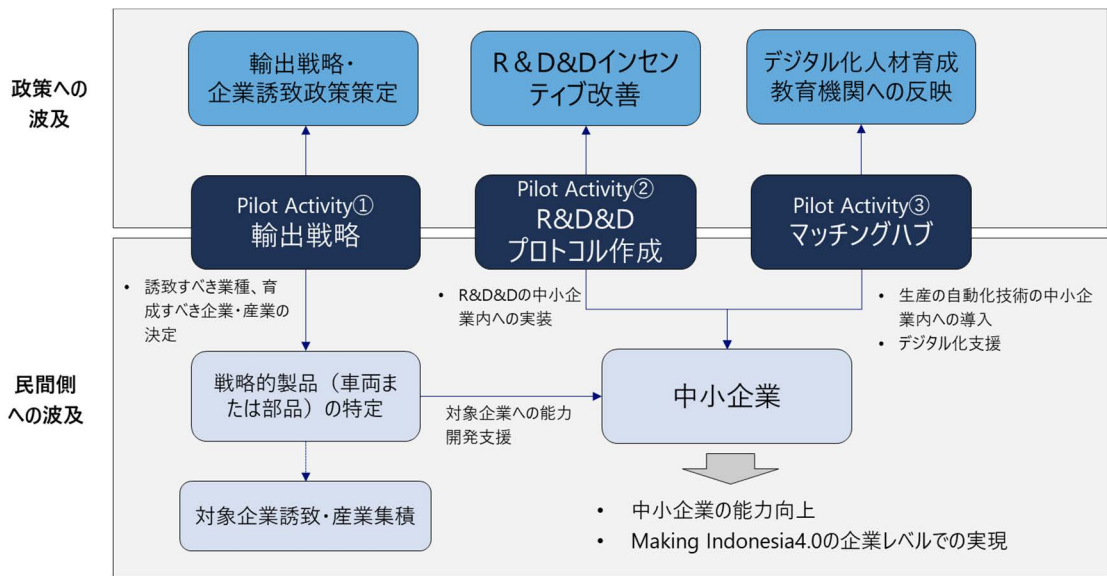 政策への
波及
輸出戦略・
企業誘致政策策定
R＆D&Dインセン
ティブ改善
デジタル化人材育成
教育機関への反映
Pilot Activity①
輸出戦略
Pilot Activity②
R&D&D
プロトコル作成
Pilot Activity③
マッチングハブ
• 誘致すべき業種、育
成すべき企業・産業の
決定
• R&D&Dの中小企
業内への実装
• 生産の自動化技術の中小企
業内への導入
• デジタル化支援
民間側
への波及
戦略的製品（車両ま
たは部品）の特定
対象企業への能力
開発支援
中小企業
対象企業誘致・産業集積
• 中小企業の能力向上
• Making Indonesia4.0の企業レベルでの実現